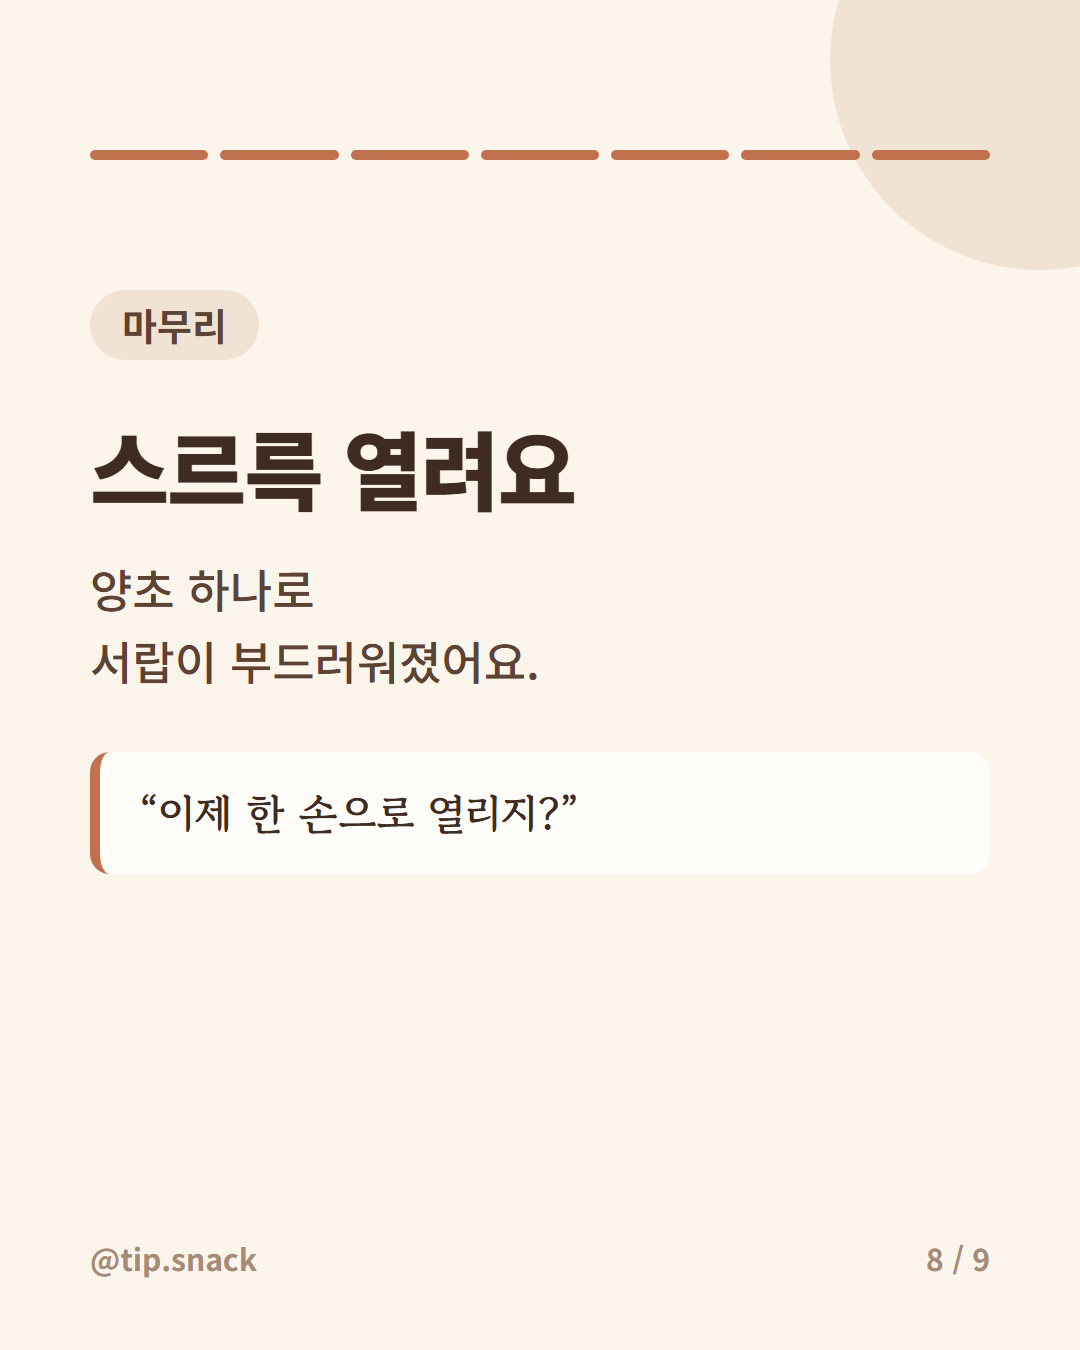 마무리
스르륵 열려요
양초 하나로
서랍이 부드러워졌어요.
“이제 한 손으로 열리지?”
@tip.snack
8 / 9